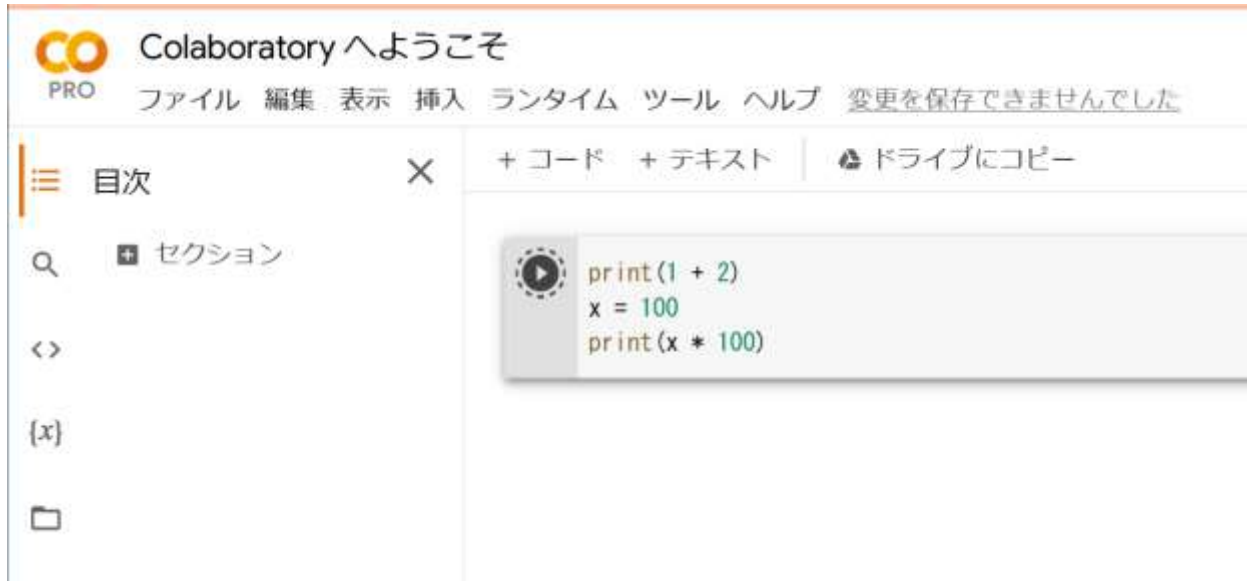 CO Colaboratory へようこそ
PRO ファイル 編集 表示 挿入 ランタイム ツール ヘルプ 変更を保存できませんでした
目次
+ コード + テキスト ドライブにコピー
セクション
print(1 + 2)
x = 100
print(x * 100)
<>
{x}